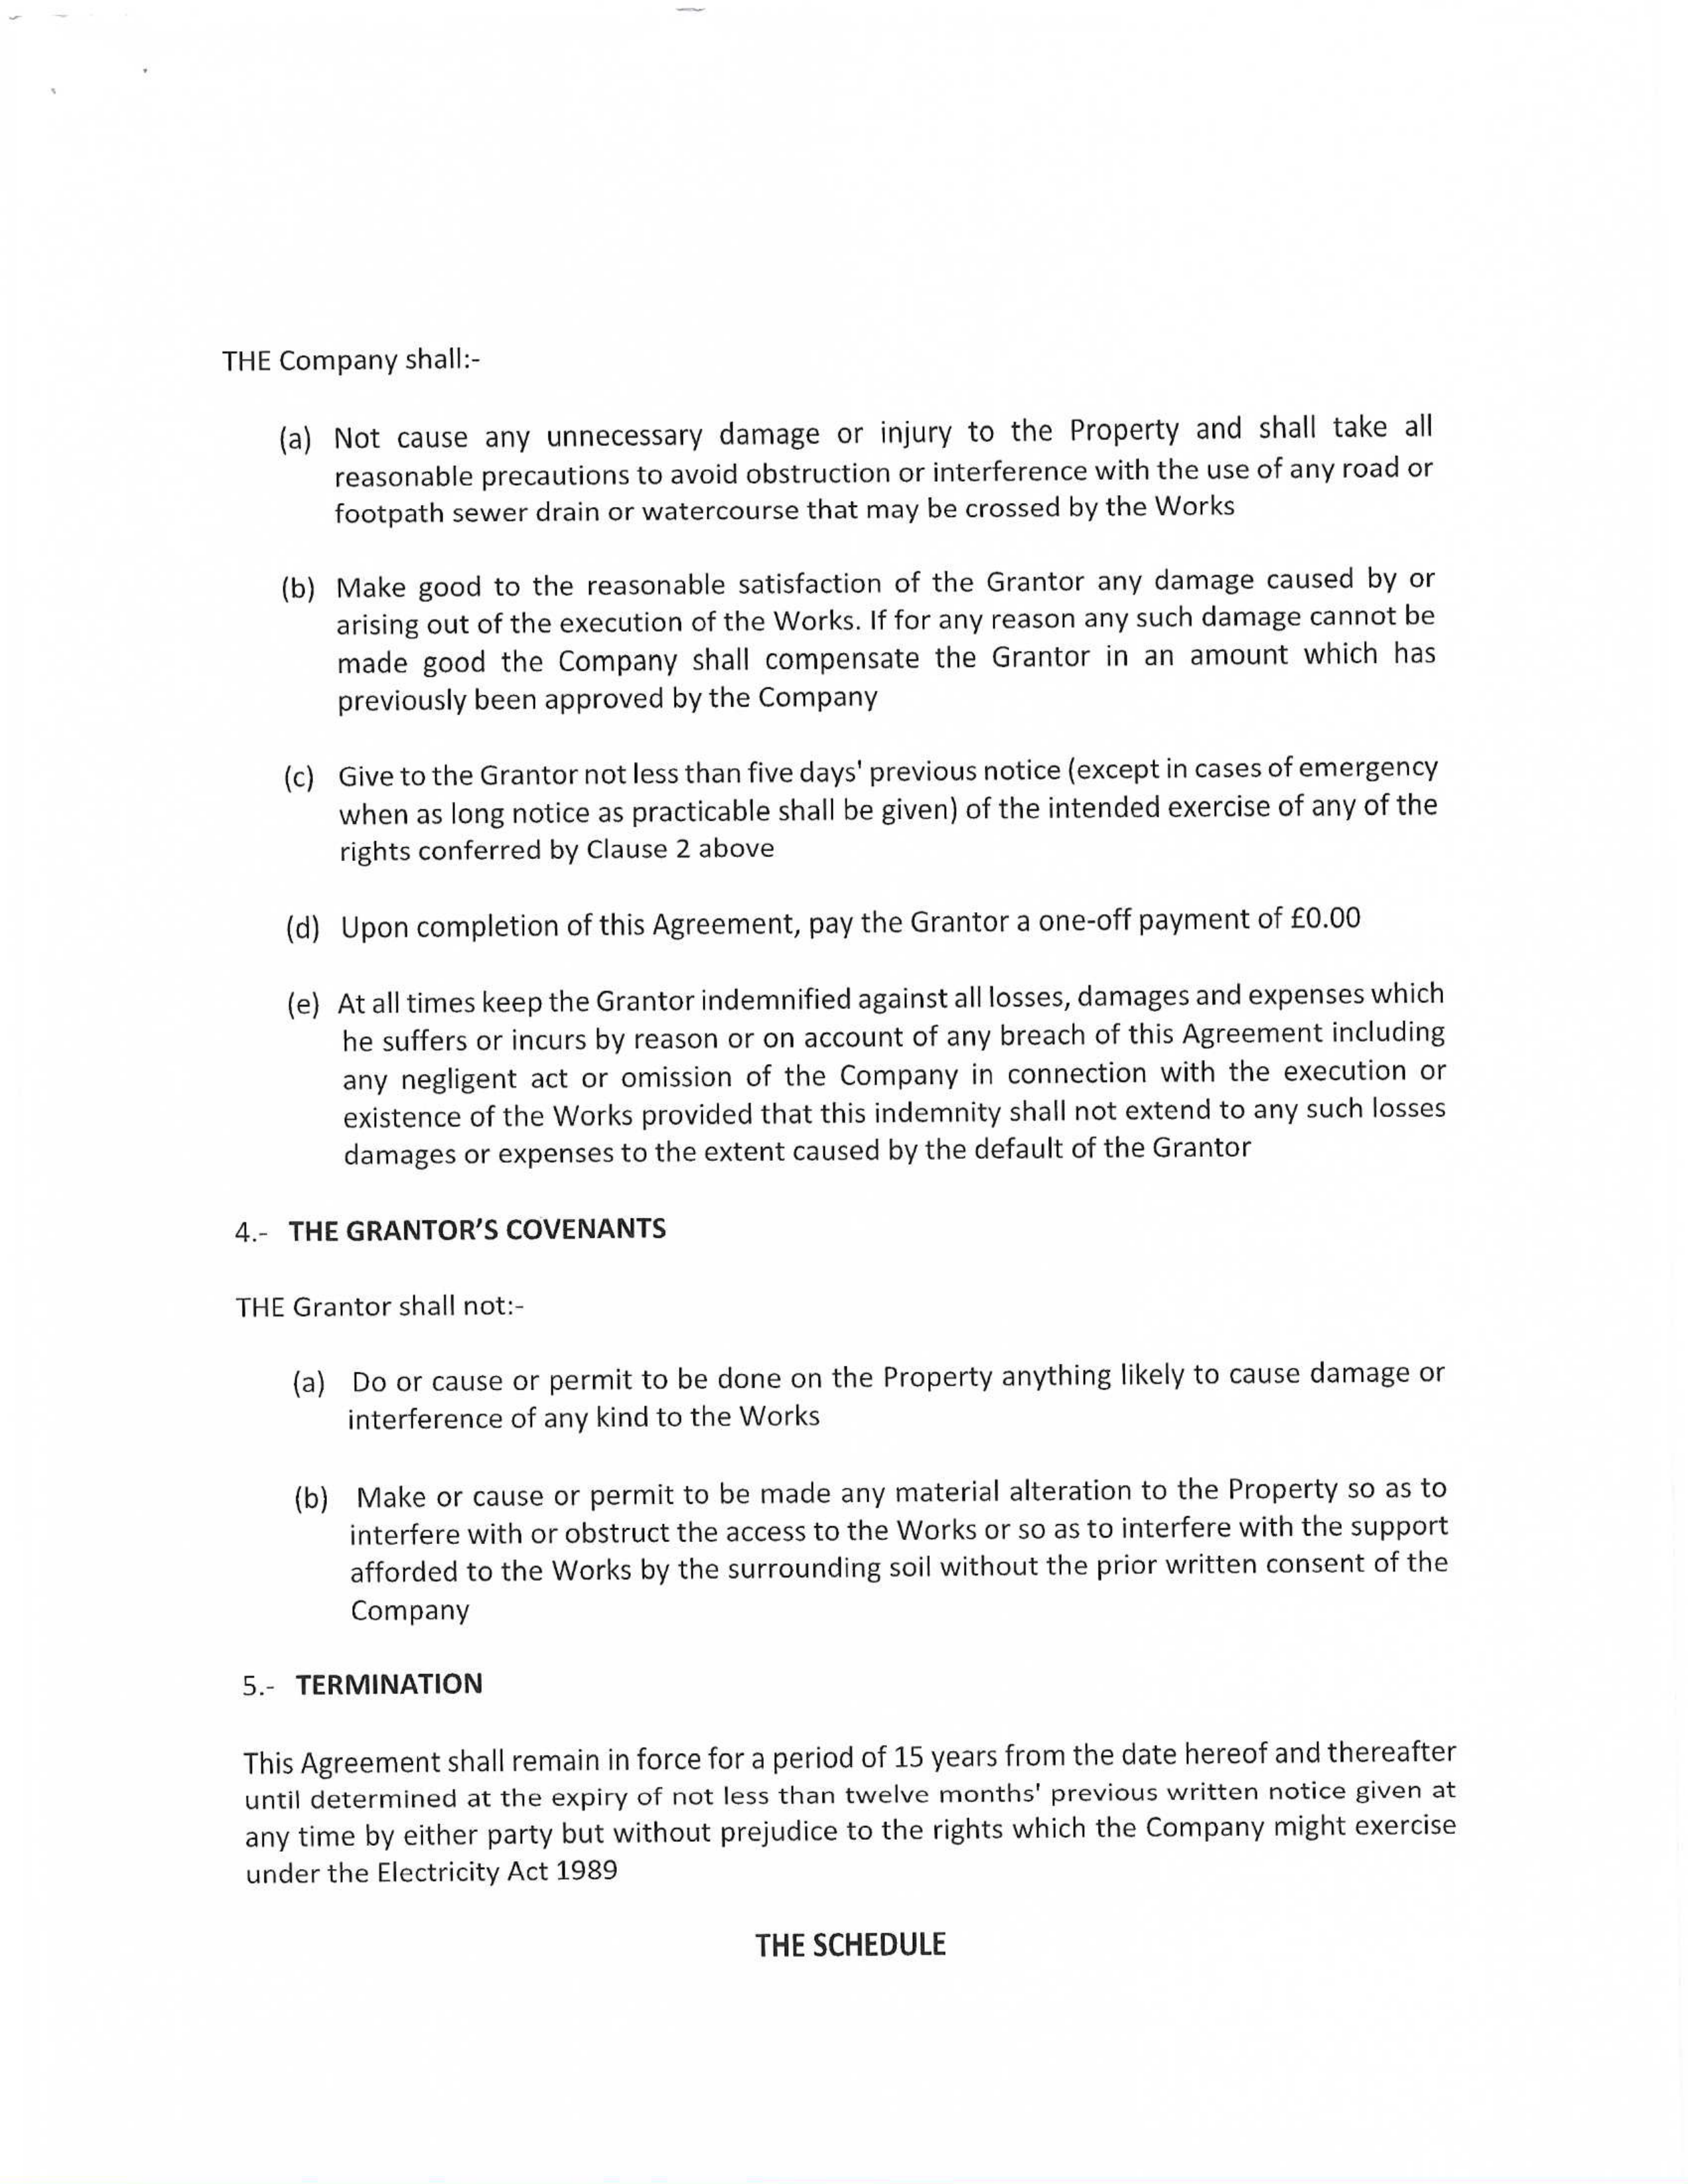 THE Company shall:-
(a) Not cause any unnecessary damage or injury to the Property and shall take all
reasonable precautions to avoid obstruction or interference with the use of any road or
footpath sewer drain or watercourse that may be crossed by the Works
(b) Make good to the reasonable satisfaction of the Grantor any damage caused by or
arising out of the execution of the Works. If for any reason any such damage cannot be
made good the Company shall compensate the Grantor in an amount which has
previously been approved by the Company
(c) Give to the Grantor not less than five days' previous notice (except in cases of emergency
when as long notice as practicable shall be given) of the intended exercise of any of the
rights conferred by Clause 2 above
(d) Upon completion of this Agreement, pay the Grantor a one-off payment of £0.00
(e) At all times keep the Grantor indemnified against all losses, damages and expenses which
he suffers or incurs by reason or on account of any breach of this Agreement including
any negligent act or omission of the Company in connection with the execution or
existence of the Works provided that this indemnity shall not extend to any such losses
damages or expenses to the extent caused by the default of the Grantor
4.- THE GRANTOR’S COVENANTS
THE Grantor shall not:-
(a) Do or cause or permit to be done on the Property anything likely to cause damage or
interference of any kind to the Works
(b) Make or cause or permit to be made any material alteration to the Property so as to
interfere with or obstruct the access to the Works or so as to interfere with the support
afforded to the Works by the surrounding soil without the prior written consent of the
Company
5.- TERMINATION
This Agreement shall remain in force for a period of 15 years from the date hereof and thereafter
until determined at the expiry of not less than twelve months' previous written notice given at
any time by either party but without prejudice to the rights which the Company might exercise
under the Electricity Act 1989
THE SCHEDULE